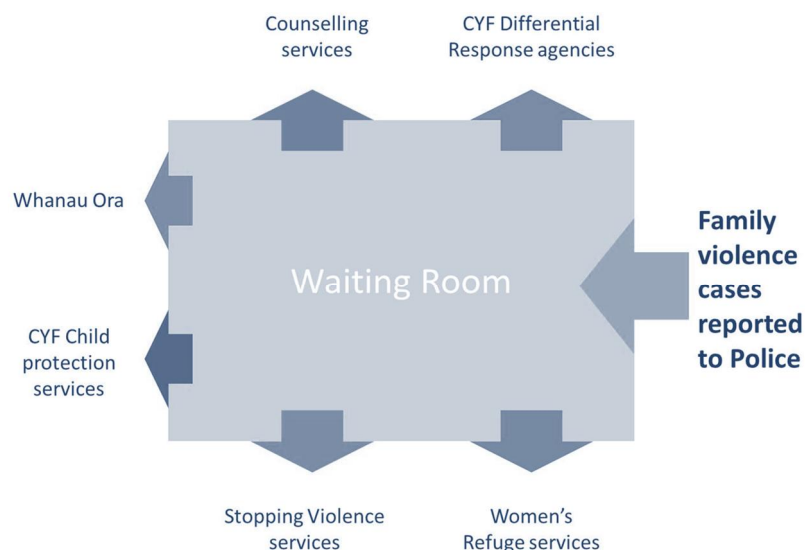 Counselling
services
CYF Differential
Response agencies
Whanau Ora
Waiting Room
Family
violence
cases
reported
to Police
CYF Child
protection
services
Stopping Violence
services
Women's
Refuge services